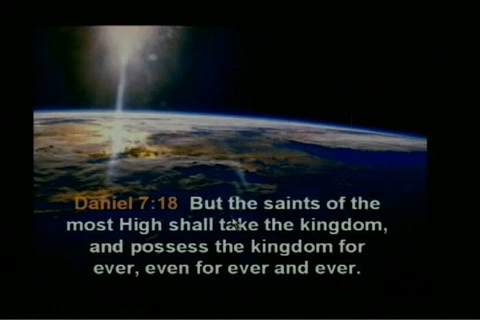 Daniel 7:18 But the saints of the
most High shall take the kingdom,
and possess the kingdom for
ever, even for ever and ever.